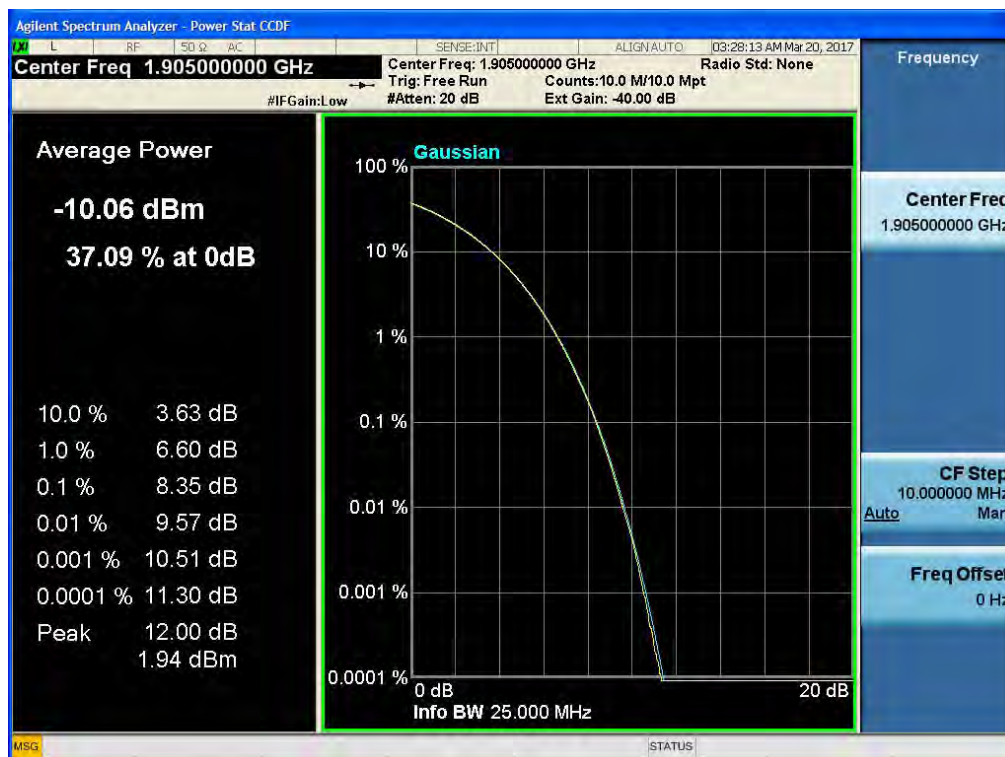 Agilent Spectrum Analyzer - Power Stat CCDF
LXI L RF 50 Ω AC SENSE:INT ALIGN AUTO 03:28:13 AM Mar 20, 2017
Center Freq 1.905000000 GHz
#IFGain:Low
Center Freq: 1.905000000 GHz Radio Std: None
Trig: Free Run Counts:10.0 M/10.0 Mpt
#Atten: 20 dB Ext Gain: -40.00 dB
Average Power
-10.06 dBm
37.09 % at 0dB
10.0 % 3.63 dB
1.0 % 6.60 dB
0.1 % 8.35 dB
0.01 % 9.57 dB
0.001 % 10.51 dB
0.0001 % 11.30 dB
Peak 12.00 dB
1.94 dBm
Gaussian
100 %
10 %
1 %
0.1 %
0.01 %
0.001 %
0.0001 %
0 dB 20 dB
Info BW 25.000 MHz
Frequency
Center Freq
1.905000000 GHz
CF Step
10.000000 MHz
Auto Man
Freq Offset
0 Hz
MSG STATUS